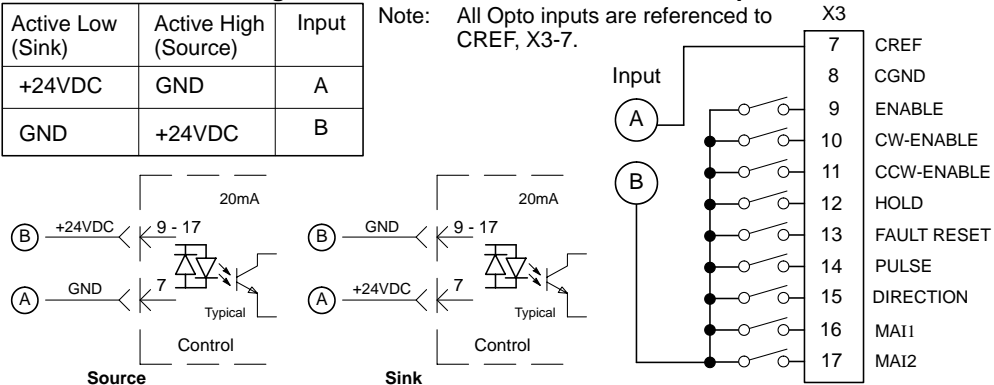 Active Low (Sink) Active High (Source) Input
+24VDC GND A
GND +24VDC B
Note: All Opto inputs are referenced to
CREF, X3-7.
X3
Input
A
B
7 CREF
8 CGND
9 ENABLE
10 CW-ENABLE
11 CCW-ENABLE
12 HOLD
13 FAULT RESET
14 PULSE
15 DIRECTION
16 MAI1
17 MAI2
20mA
B +24VDC 9 - 17
A GND 7
Typical
Control
Source
20mA
B GND 9 - 17
A +24VDC 7
Typical
Control
Sink